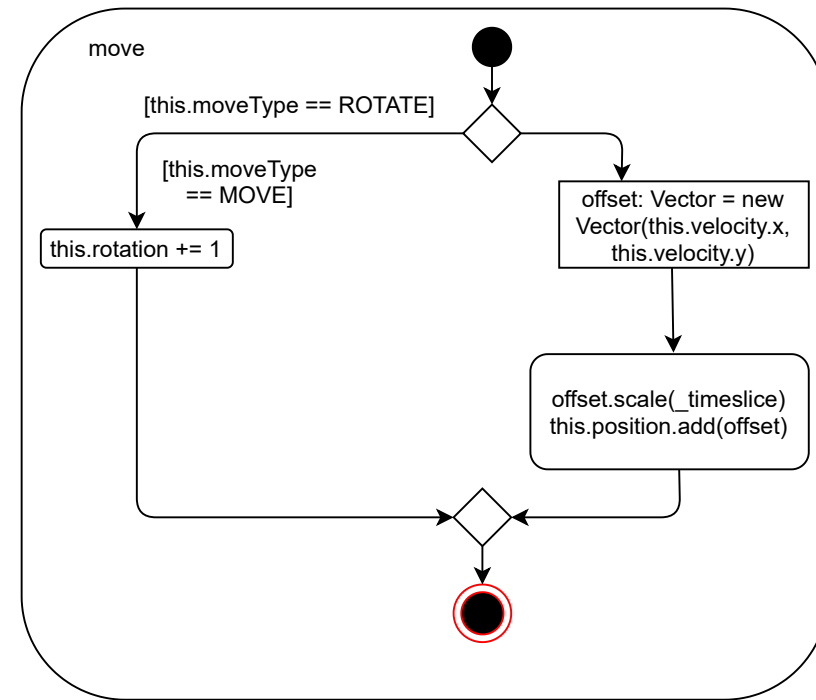 move
[this.moveType == ROTATE]
[this.moveType
== MOVE]
this.rotation += 1
offset: Vector = new
Vector(this.velocity.x,
this.velocity.y)
offset.scale(_timeslice)
this.position.add(offset)